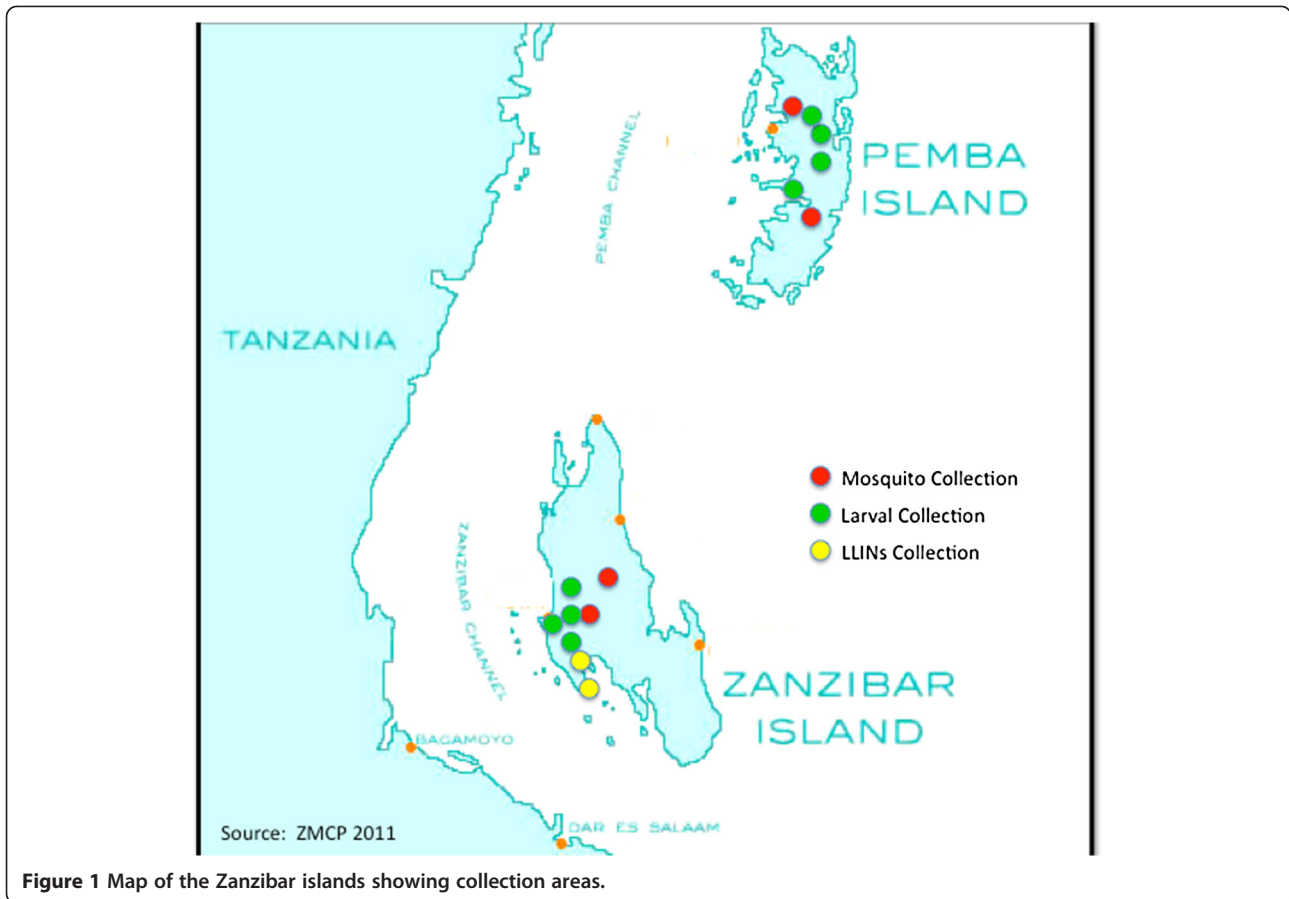 PEMBA CHANNEL
PEMBA
ISLAND
TANZANIA
Mosquito Collection
Larval Collection
LLINs Collection
ZANZIBAR CHANNEL
ZANZIBAR
ISLAND
BAGAMOYO
DAR ES SALAAM
Source: ZMCP 2011
Figure 1 Map of the Zanzibar islands showing collection areas.